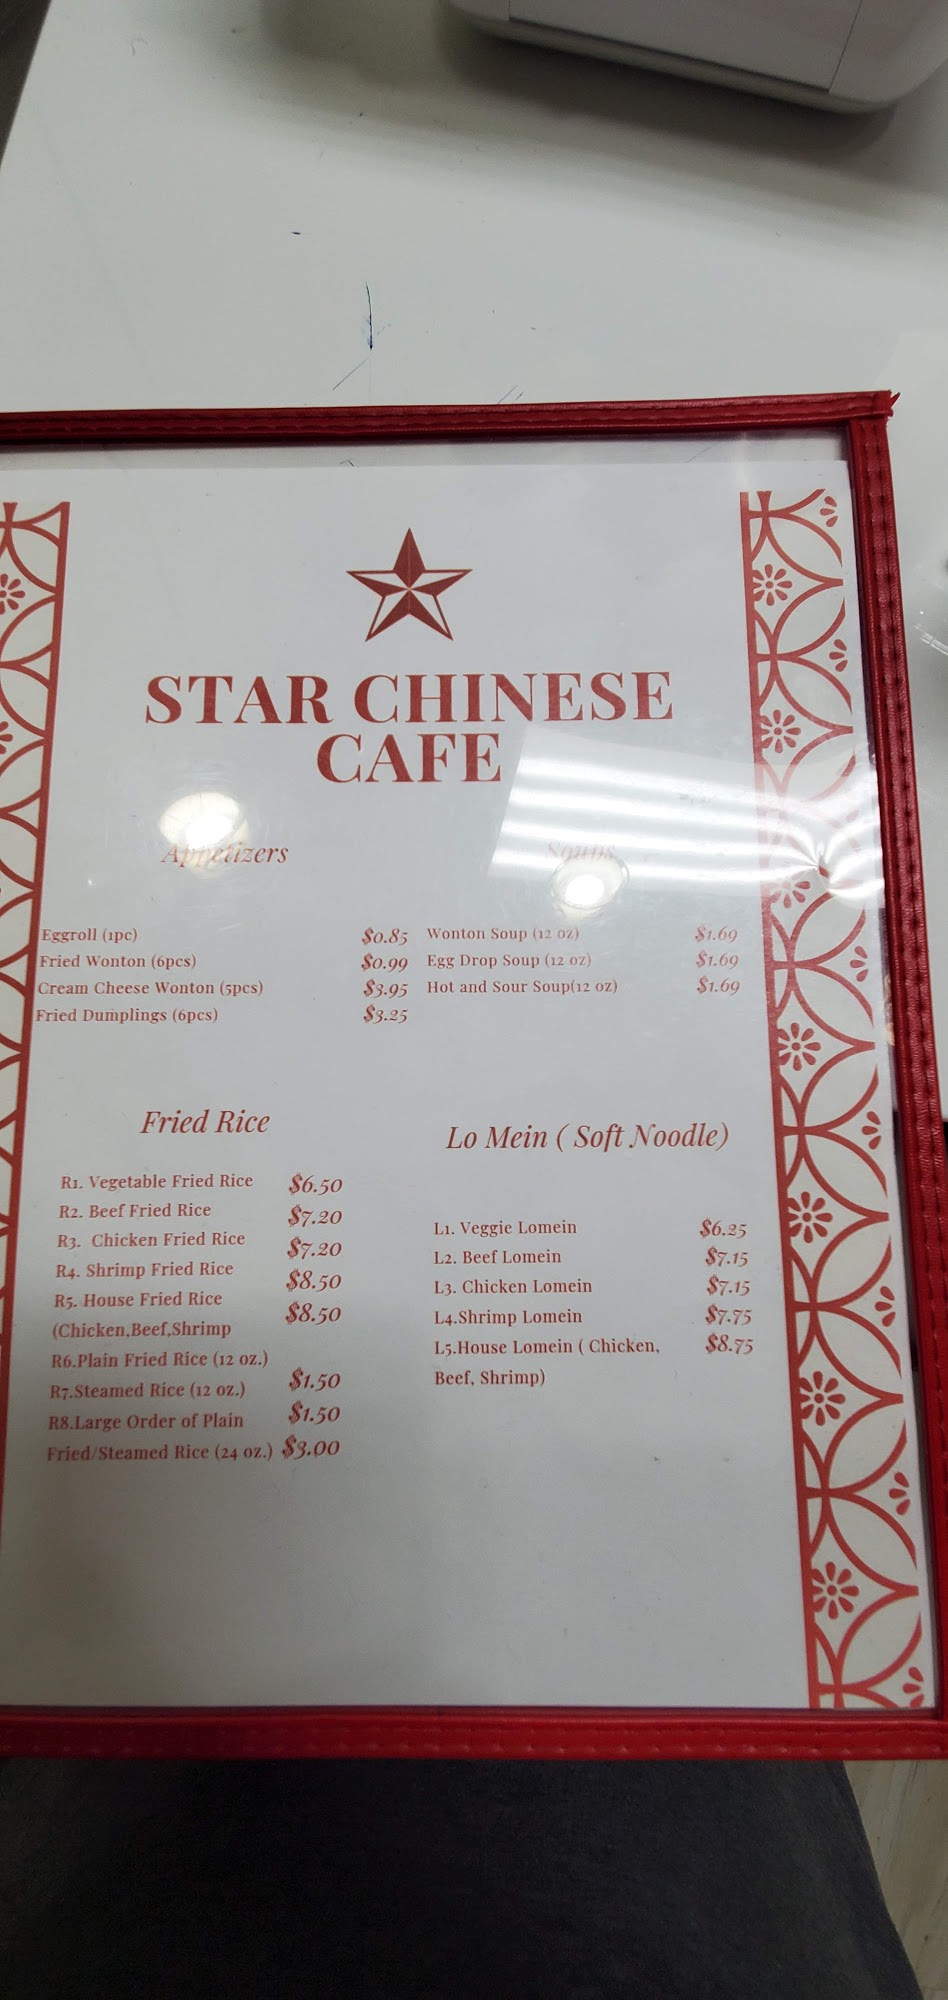 STAR CHINESE
CAFE
Appetizers
Eggroll (1pc) $0.85
Fried Wonton (6pcs) $0.99
Cream Cheese Wonton (5pcs) $3.95
Fried Dumplings (6pcs) $3.25
Soups
Wonton Soup (12 oz) $1.69
Egg Drop Soup (12 oz) $1.69
Hot and Sour Soup(12 oz) $1.69
Fried Rice
R1. Vegetable Fried Rice $6.50
R2. Beef Fried Rice $7.20
R3. Chicken Fried Rice $7.20
R4. Shrimp Fried Rice $8.50
R5. House Fried Rice $8.50
(Chicken,Beef,Shrimp
R6.Plain Fried Rice (12 oz.)
R7.Steamed Rice (12 oz.) $1.50
R8.Large Order of Plain $1.50
Fried/Steamed Rice (24 oz.) $3.00
Lo Mein ( Soft Noodle)
L1. Veggie Lomein $6.25
L2. Beef Lomein $7.15
L3. Chicken Lomein $7.15
L4.Shrimp Lomein $7.75
L5.House Lomein ( Chicken, $8.75
Beef, Shrimp)